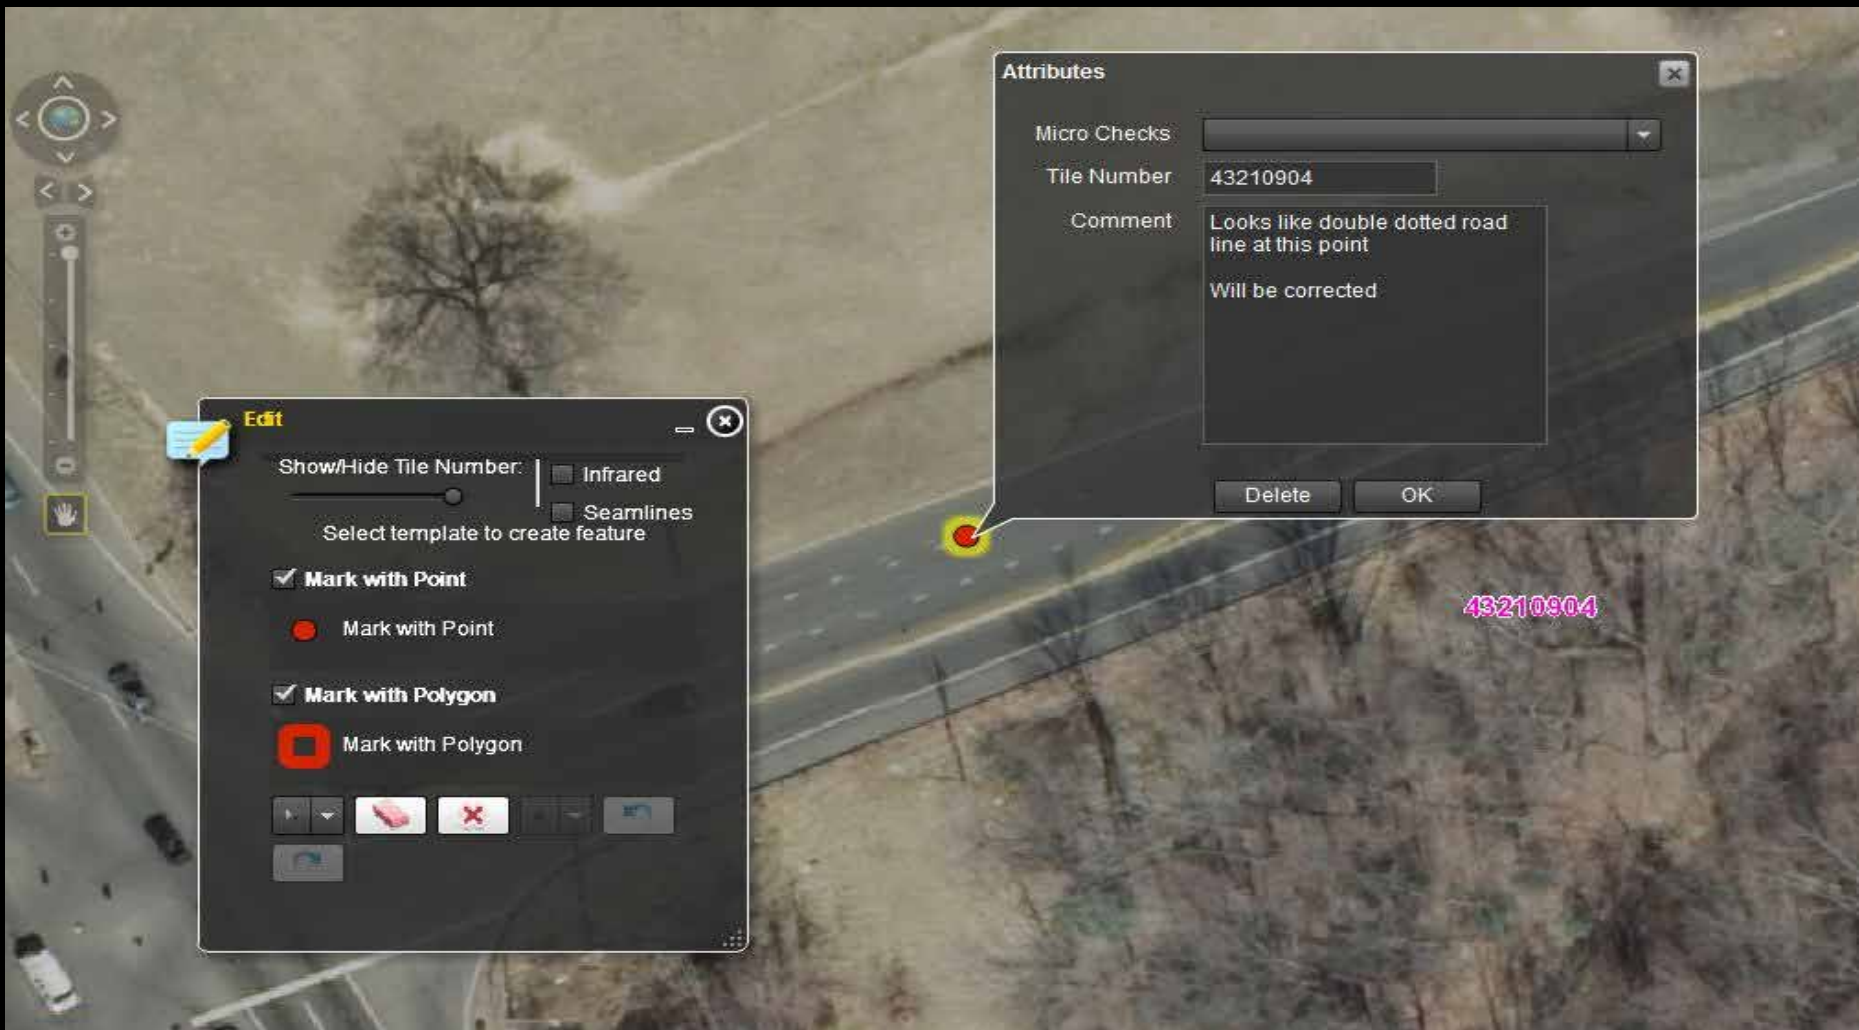 Attributes
Micro Checks
Tile Number 43210904
Comment Looks like double dotted road
line at this point
Will be corrected
Delete OK
Edit
Show/Hide Tile Number:
Infrared
Seamlines
Select template to create feature
Mark with Point
Mark with Point
Mark with Polygon
Mark with Polygon
43210904